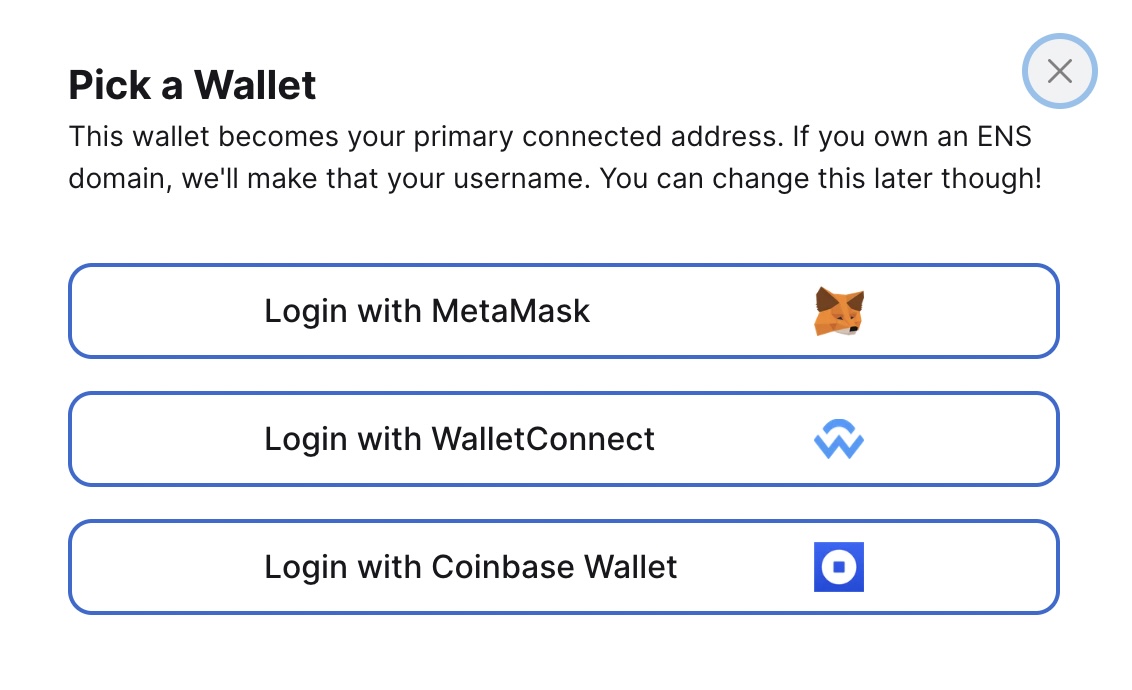 Pick a Wallet
This wallet becomes your primary connected address. If you own an ENS
domain, we'll make that your username. You can change this later though!
Login with MetaMask
Login with WalletConnect
Login with Coinbase Wallet